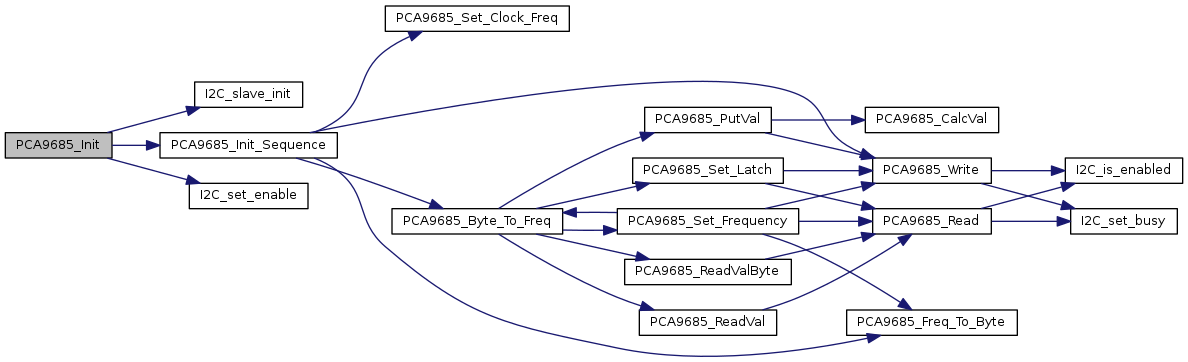 PCA9685_Set_Clock_Freq
I2C_slave_init
PCA9685_PutVal
PCA9685_CalcVal
PCA9685_Init
PCA9685_Init_Sequence
PCA9685_Set_Latch
PCA9685_Write
I2C_is_enabled
I2C_set_enable
PCA9685_Byte_To_Freq
PCA9685_Set_Frequency
PCA9685_Read
I2C_set_busy
PCA9685_ReadValByte
PCA9685_ReadVal
PCA9685_Freq_To_Byte